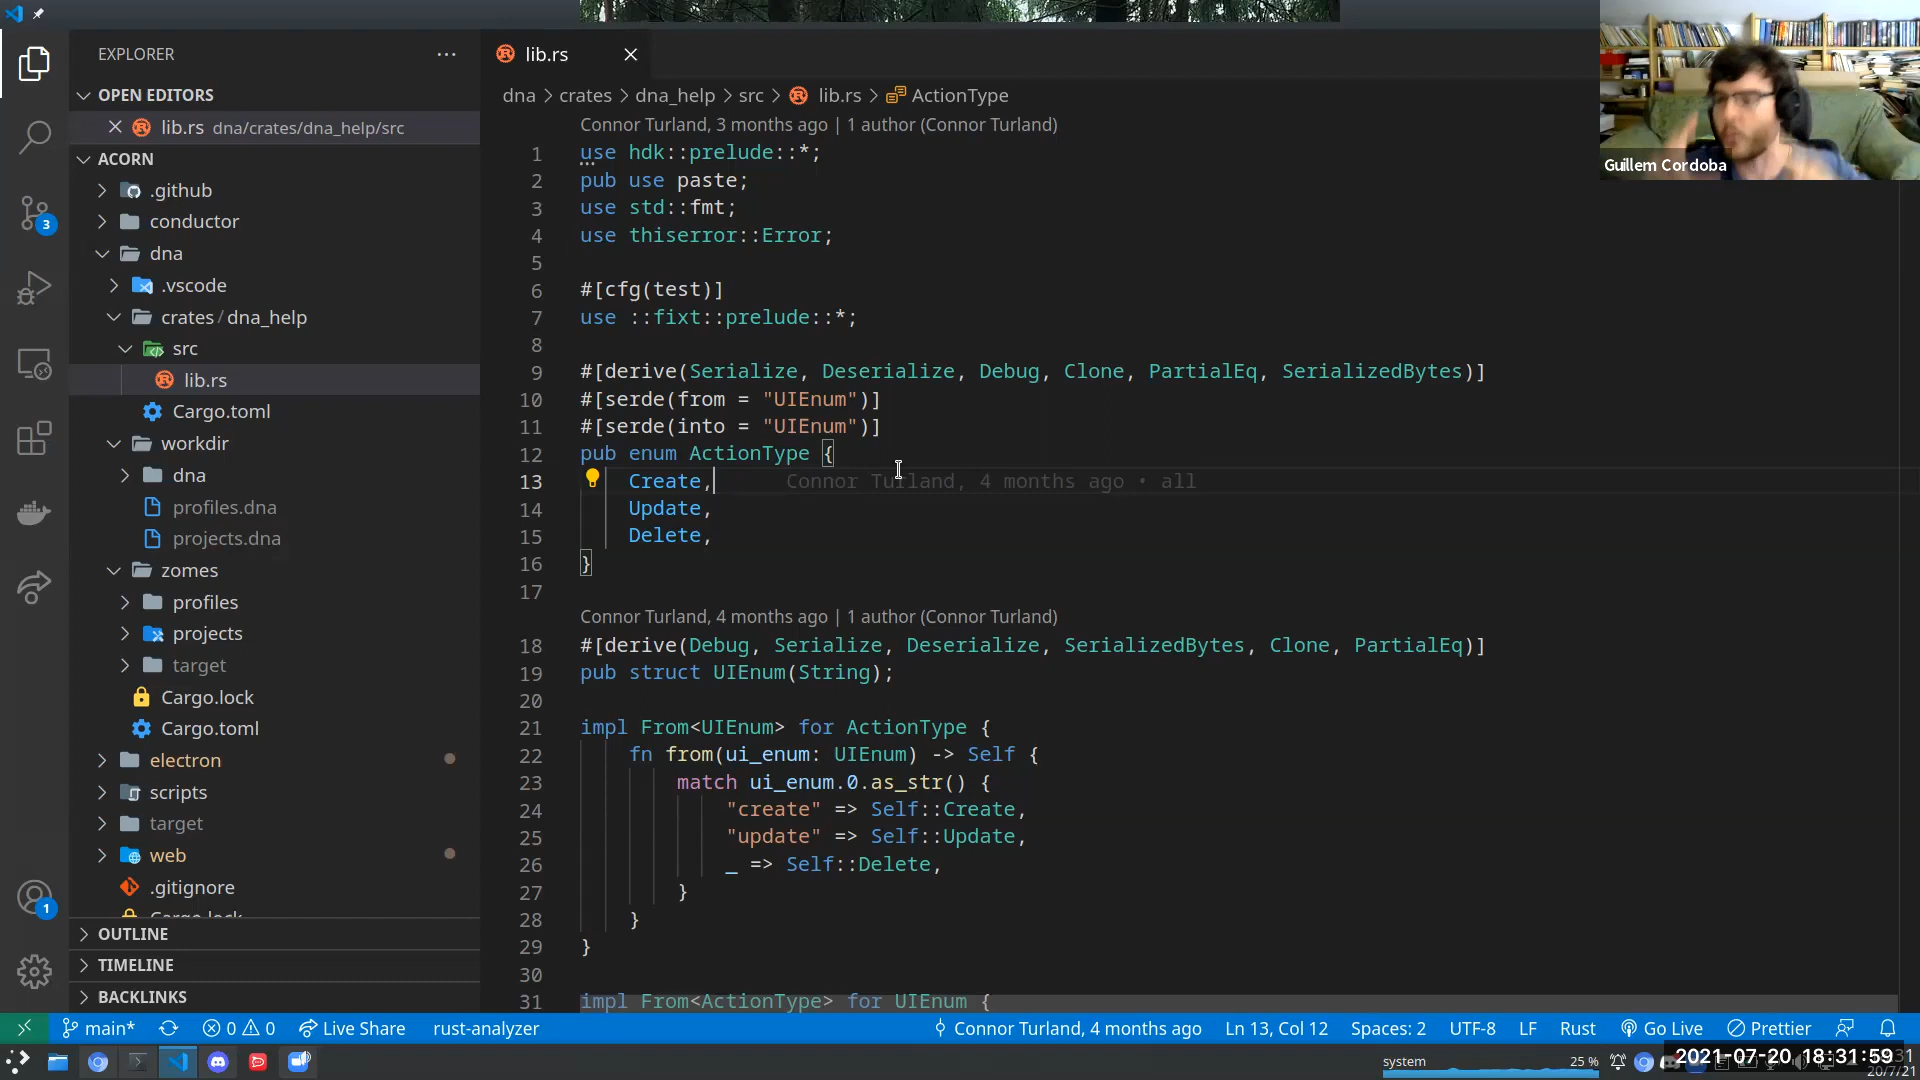 EXPLORER
OPEN EDITORS
lib.rs dna/crates/dna_help/src
ACORN
.github
conductor
dna
.vscode
crates/dna_help
src
lib.rs
Cargo.toml
workdir
dna
profiles.dna
projects.dna
zomes
profiles
projects
target
Cargo.lock
Cargo.toml
electron
scripts
target
web
.gitignore
Cargo.lock
OUTLINE
TIMELINE
BACKLINKS
3
1
lib.rs
dna > crates > dna_help > src > lib.rs > ActionType
Connor Turland, 3 months ago | 1 author (Connor Turland)
1 use hdk::prelude::*;
2 pub use paste;
3 use std::fmt;
4 use thiserror::Error;
5
6 #[cfg(test)]
7 use ::fixt::prelude::*;
8
9 #[derive(Serialize, Deserialize, Debug, Clone, PartialEq, SerializedBytes)]
10 #[serde(from = "UIEnum")]
11 #[serde(into = "UIEnum")]
12 pub enum ActionType {
13 Create, Connor Turland, 4 months ago • all
14 Update,
15 Delete,
16 }
17
Connor Turland, 4 months ago | 1 author (Connor Turland)
18 #[derive(Debug, Serialize, Deserialize, SerializedBytes, Clone, PartialEq)]
19 pub struct UIEnum(String);
20
21 impl From<UIEnum> for ActionType {
22 fn from(ui_enum: UIEnum) -> Self {
23 match ui_enum.0.as_str() {
24 "create" => Self::Create,
25 "update" => Self::Update,
26 _ => Self::Delete,
27 }
28 }
29 }
30
31 impl From<ActionType> for UIEnum {
Guillem Cordoba
main* 0 0 Live Share rust-analyzer Connor Turland, 4 months ago Ln 13, Col 12 Spaces: 2 UTF-8 LF Rust Go Live Prettier
system 25 % 2021-07-20 18:31:59
20/7/21